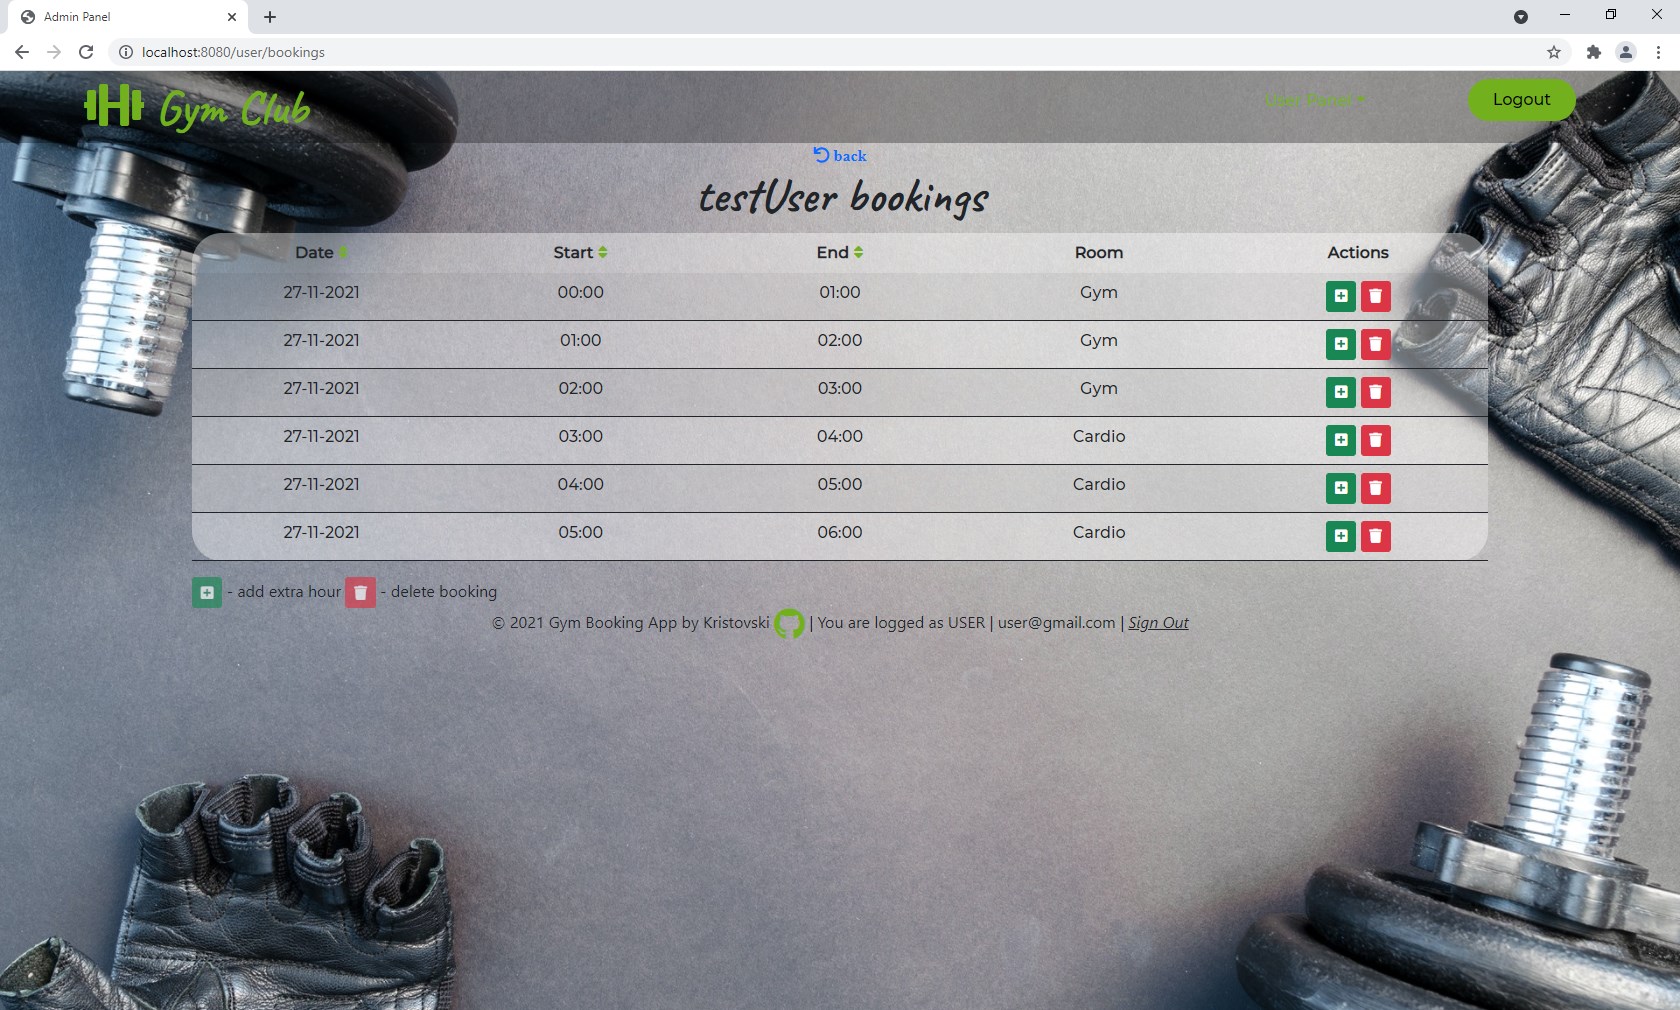 Admin Panel
localhost:8080/user/bookings
Gym Club
User Panel
Logout
back
testUser bookings
Date Start End Room Actions
27-11-2021 00:00 01:00 Gym
27-11-2021 01:00 02:00 Gym
27-11-2021 02:00 03:00 Gym
27-11-2021 03:00 04:00 Cardio
27-11-2021 04:00 05:00 Cardio
27-11-2021 05:00 06:00 Cardio
- add extra hour - delete booking
© 2021 Gym Booking App by Kristovski | You are logged as USER | user@gmail.com | Sign Out